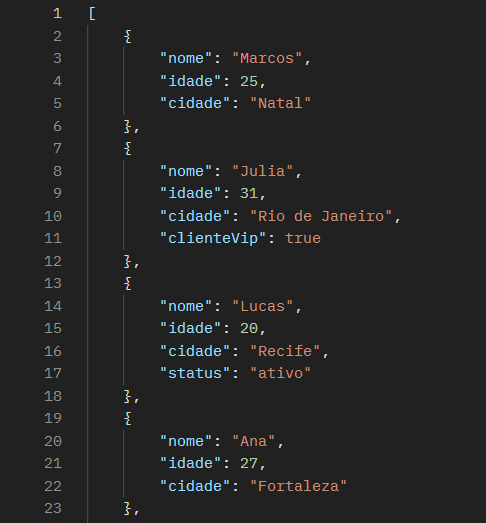 1 [
2 {
3 "nome": "Marcos",
4 "idade": 25,
5 "cidade": "Natal"
6 },
7 {
8 "nome": "Julia",
9 "idade": 31,
10 "cidade": "Rio de Janeiro",
11 "clienteVip": true
12 },
13 {
14 "nome": "Lucas",
15 "idade": 20,
16 "cidade": "Recife",
17 "status": "ativo"
18 },
19 {
20 "nome": "Ana",
21 "idade": 27,
22 "cidade": "Fortaleza"
23 },